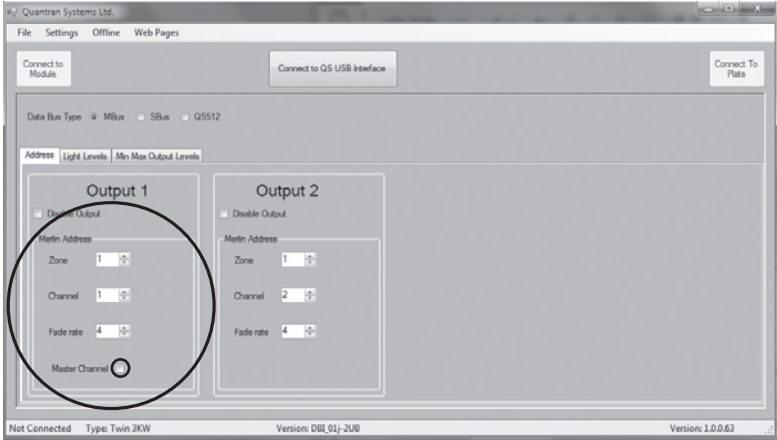 Quantran Systems Ltd.
File Settings Offline Web Pages
Connect to Module
Connect to QS USB Interface
Connect To Plate
Data Bus Type MBus SBus QS512
Address Light Levels Min Max Output Levels
Output 1
Disable Output
Merlin Address
Zone 1
Channel 1
Fade rate 4
Master Channel
Output 2
Disable Output
Merlin Address
Zone 1
Channel 2
Fade rate 4
Not Connected Type: Twin 3KW Version: DBI_01j-2UB Version: 1.0.0.63